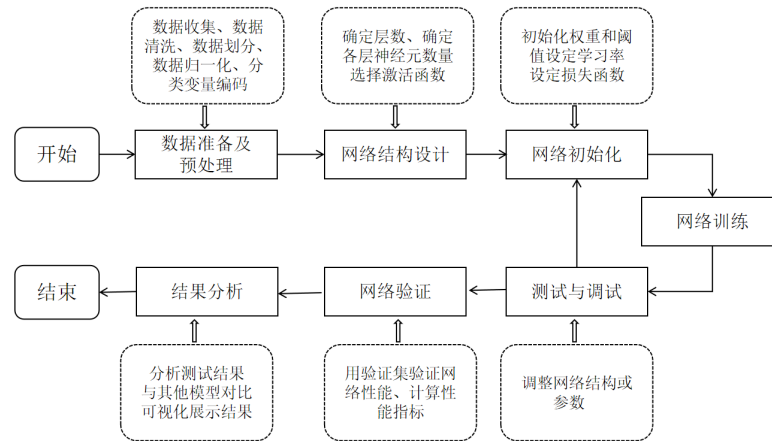 数据收集、数据
清洗、数据划分、
数据归一化、分
类变量编码
确定层数、确定
各层神经元数量
选择激活函数
初始化权重和阈
值设定学习率
设定损失函数
开始
数据准备及
预处理
网络结构设计
网络初始化
网络训练
结束
结果分析
网络验证
测试与调试
分析测试结果
与其他模型对比
可视化展示结果
用验证集验证网
络性能、计算性
能指标
调整网络结构或
参数